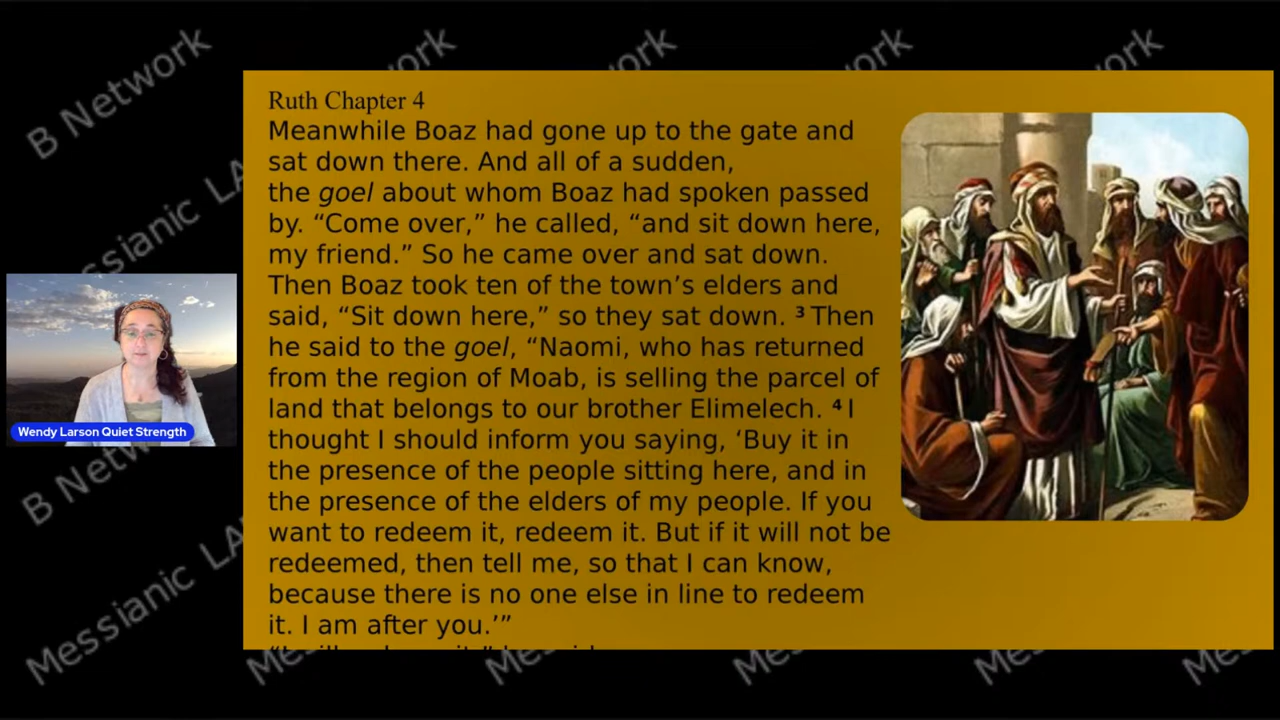 B Network
Messianic LA
B Netwo
Messianic LA
ork
ork
ork
ork
Ruth Chapter 4
Meanwhile Boaz had gone up to the gate and
sat down there. And all of a sudden,
the goel about whom Boaz had spoken passed
by. “Come over,” he called, “and sit down here,
my friend.” So he came over and sat down.
Then Boaz took ten of the town’s elders and
said, “Sit down here,” so they sat down. ³ Then
he said to the goel, “Naomi, who has returned
from the region of Moab, is selling the parcel of
land that belongs to our brother Elimelech. ⁴ I
thought I should inform you saying, ‘Buy it in
the presence of the people sitting here, and in
the presence of the elders of my people. If you
want to redeem it, redeem it. But if it will not be
redeemed, then tell me, so that I can know,
because there is no one else in line to redeem
it. I am after you.’”
Wendy Larson Quiet Strength